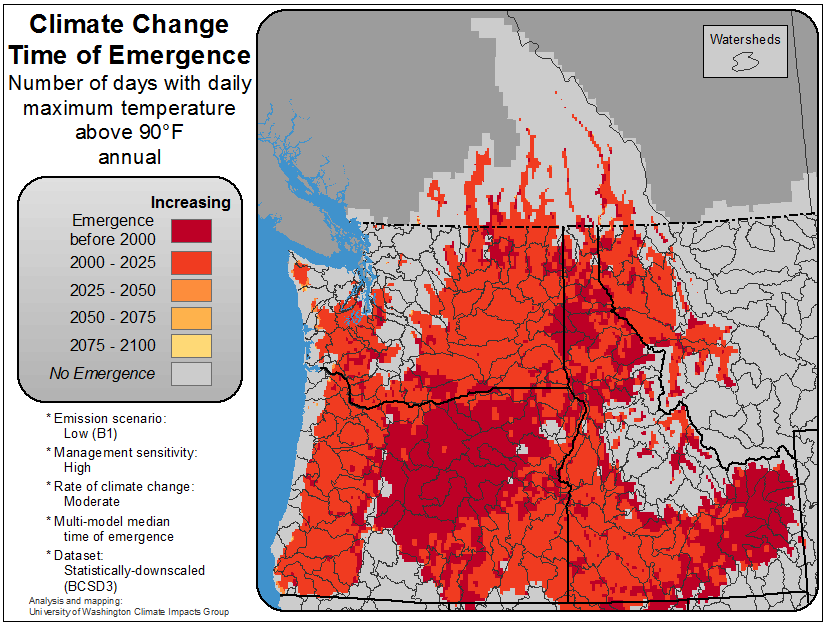 Climate Change
Time of Emergence
Number of days with daily
maximum temperature
above 90°F
annual
Increasing
Emergence
before 2000
2000 - 2025
2025 - 2050
2050 - 2075
2075 - 2100
No Emergence
* Emission scenario:
Low (B1)
* Management sensitivity:
High
* Rate of climate change:
Moderate
* Multi-model median
time of emergence
* Dataset:
Statistically-downscaled
(BCSD3)
Analysis and mapping:
University of Washington Climate Impacts Group
Watersheds